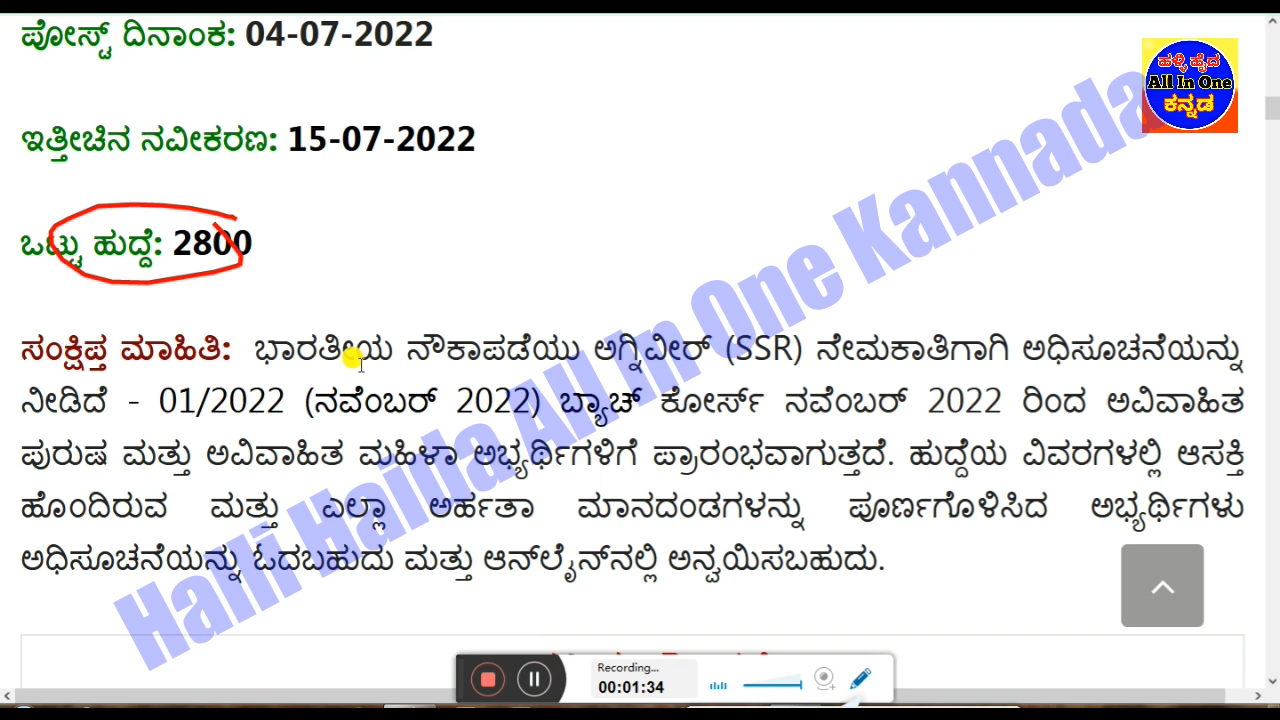 ಪೋಸ್ಟ್ ದಿನಾಂಕ: 04-07-2022
ಹಳ್ಳಿ ಹೈದ
All In One
ಕನ್ನಡ
ಇತ್ತೀಚಿನ ನವೀಕರಣ: 15-07-2022
ಒಟ್ಟು ಹುದ್ದೆ: 2800
ಸಂಕ್ಷಿಪ್ತ ಮಾಹಿತಿ: ಭಾರತೀಯ ನೌಕಾಪಡೆಯು ಅಗ್ನಿವೀರ್ (SSR) ನೇಮಕಾತಿಗಾಗಿ ಅಧಿಸೂಚನೆಯನ್ನು
ನೀಡಿದೆ - 01/2022 (ನವೆಂಬರ್ 2022) ಬ್ಯಾಚ್ ಕೋರ್ಸ್ ನವೆಂಬರ್ 2022 ರಿಂದ ಅವಿವಾಹಿತ
ಪುರುಷ ಮತ್ತು ಅವಿವಾಹಿತ ಮಹಿಳಾ ಅಭ್ಯರ್ಥಿಗಳಿಗೆ ಪ್ರಾರಂಭವಾಗುತ್ತದೆ. ಹುದ್ದೆಯ ವಿವರಗಳಲ್ಲಿ ಆಸಕ್ತಿ
ಹೊಂದಿರುವ ಮತ್ತು ಎಲ್ಲಾ ಅರ್ಹತಾ ಮಾನದಂಡಗಳನ್ನು ಪೂರ್ಣಗೊಳಿಸಿದ ಅಭ್ಯರ್ಥಿಗಳು
ಅಧಿಸೂಚನೆಯನ್ನು ಓದಬಹುದು ಮತ್ತು ಆನ್‌ಲೈನ್‌ನಲ್ಲಿ ಅನ್ವಯಿಸಬಹುದು.
Halli Haida All In One Kannada
Recording...
00:01:34